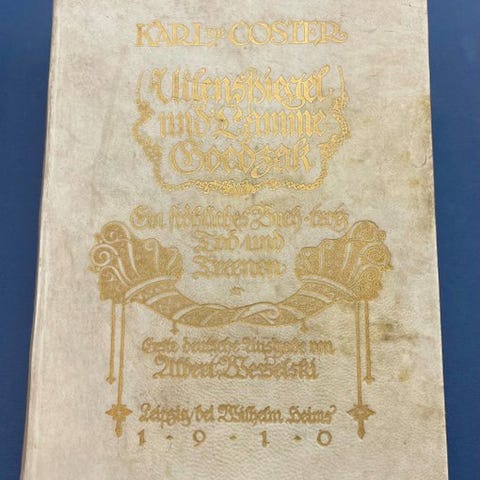 KARL DE COSTER
Uilenspiegel
und Lamme
Goedzak
Ein fröhliches Buch trotz
Tod und
Tränen
Erste deutsche Ausgabe von
Albert Wesselski
Leipzig bei Wilhelm Heims
1·9·1·0